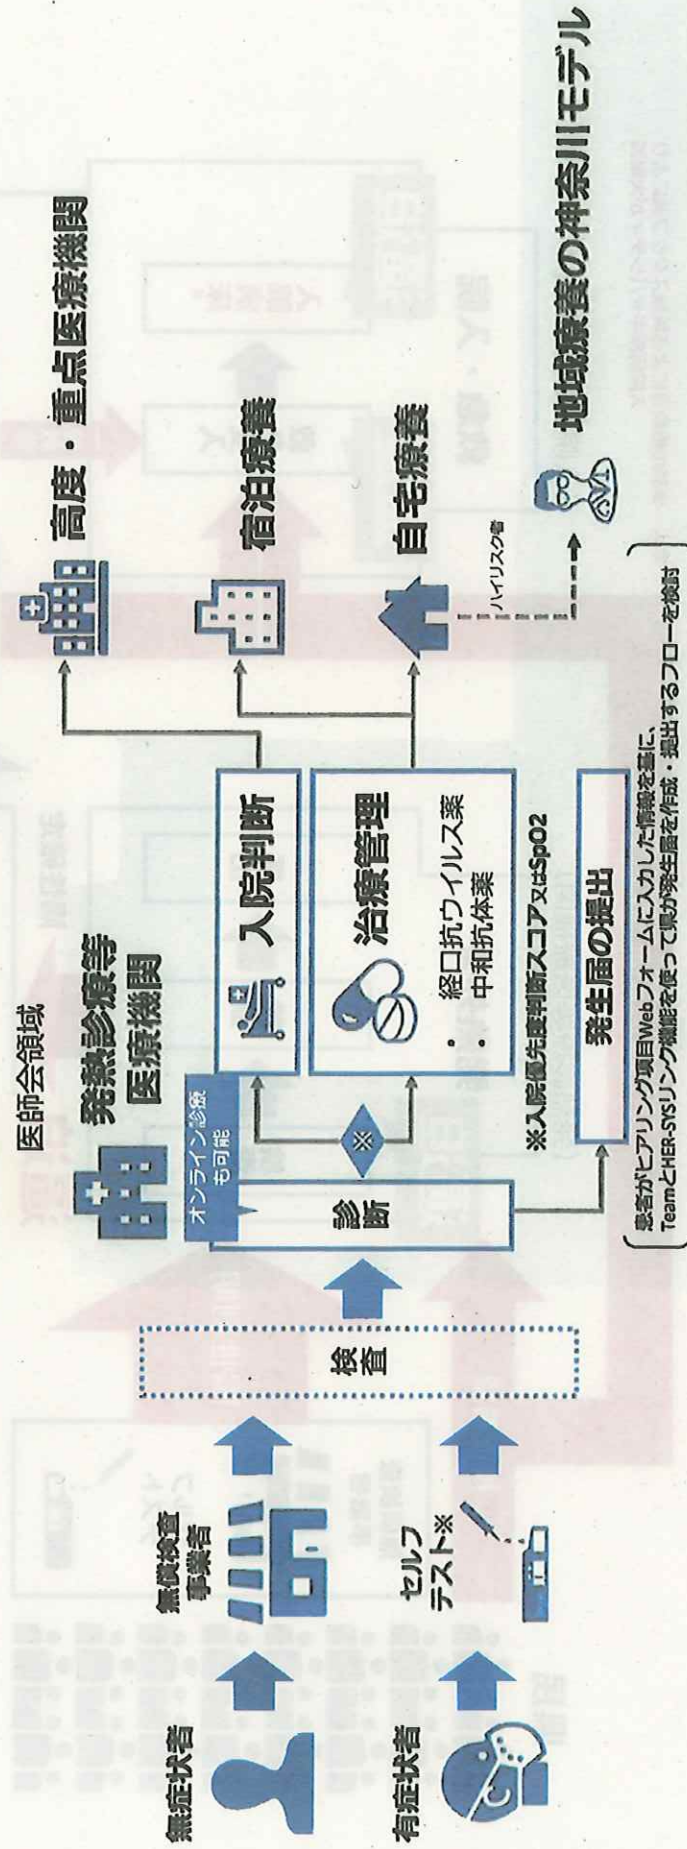 無症状者
無償検査
事業者
有症状者
セルフ
テスト※
検査
医師会領域
発熱診療等
医療機関
オンライン診療
も可能
診断
※
入院判断
治療管理
・ 経口抗ウイルス薬
・ 中和抗体薬
※入院優先度判断スコア又はSpO2
発生届の提出
患者がヒアリング項目Webフォームに入力した情報を基に、
TeamとHER-SYSリンク機能を使って県が発生届を作成・提出するフローを検討
高度・重点医療機関
宿泊療養
自宅療養
ハイリスク者
地域療養の神奈川モデル